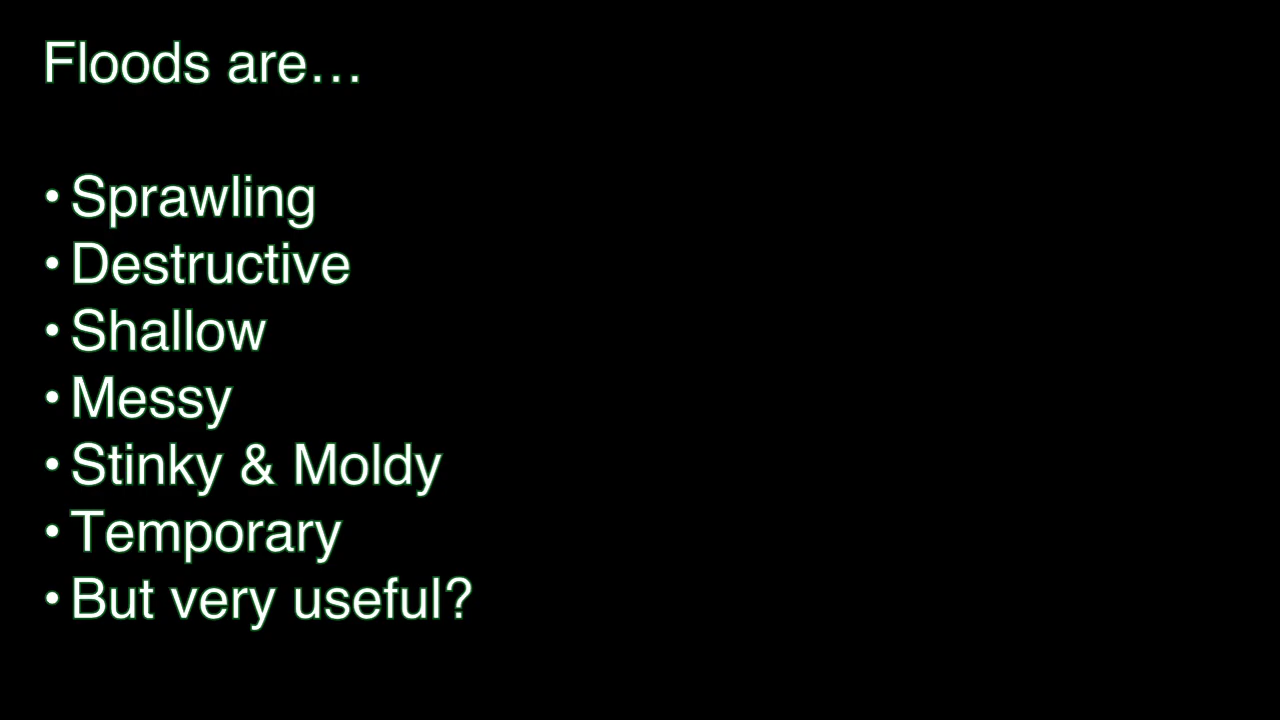 Floods are…
• Sprawling
• Destructive
• Shallow
• Messy
• Stinky & Moldy
• Temporary
• But very useful?